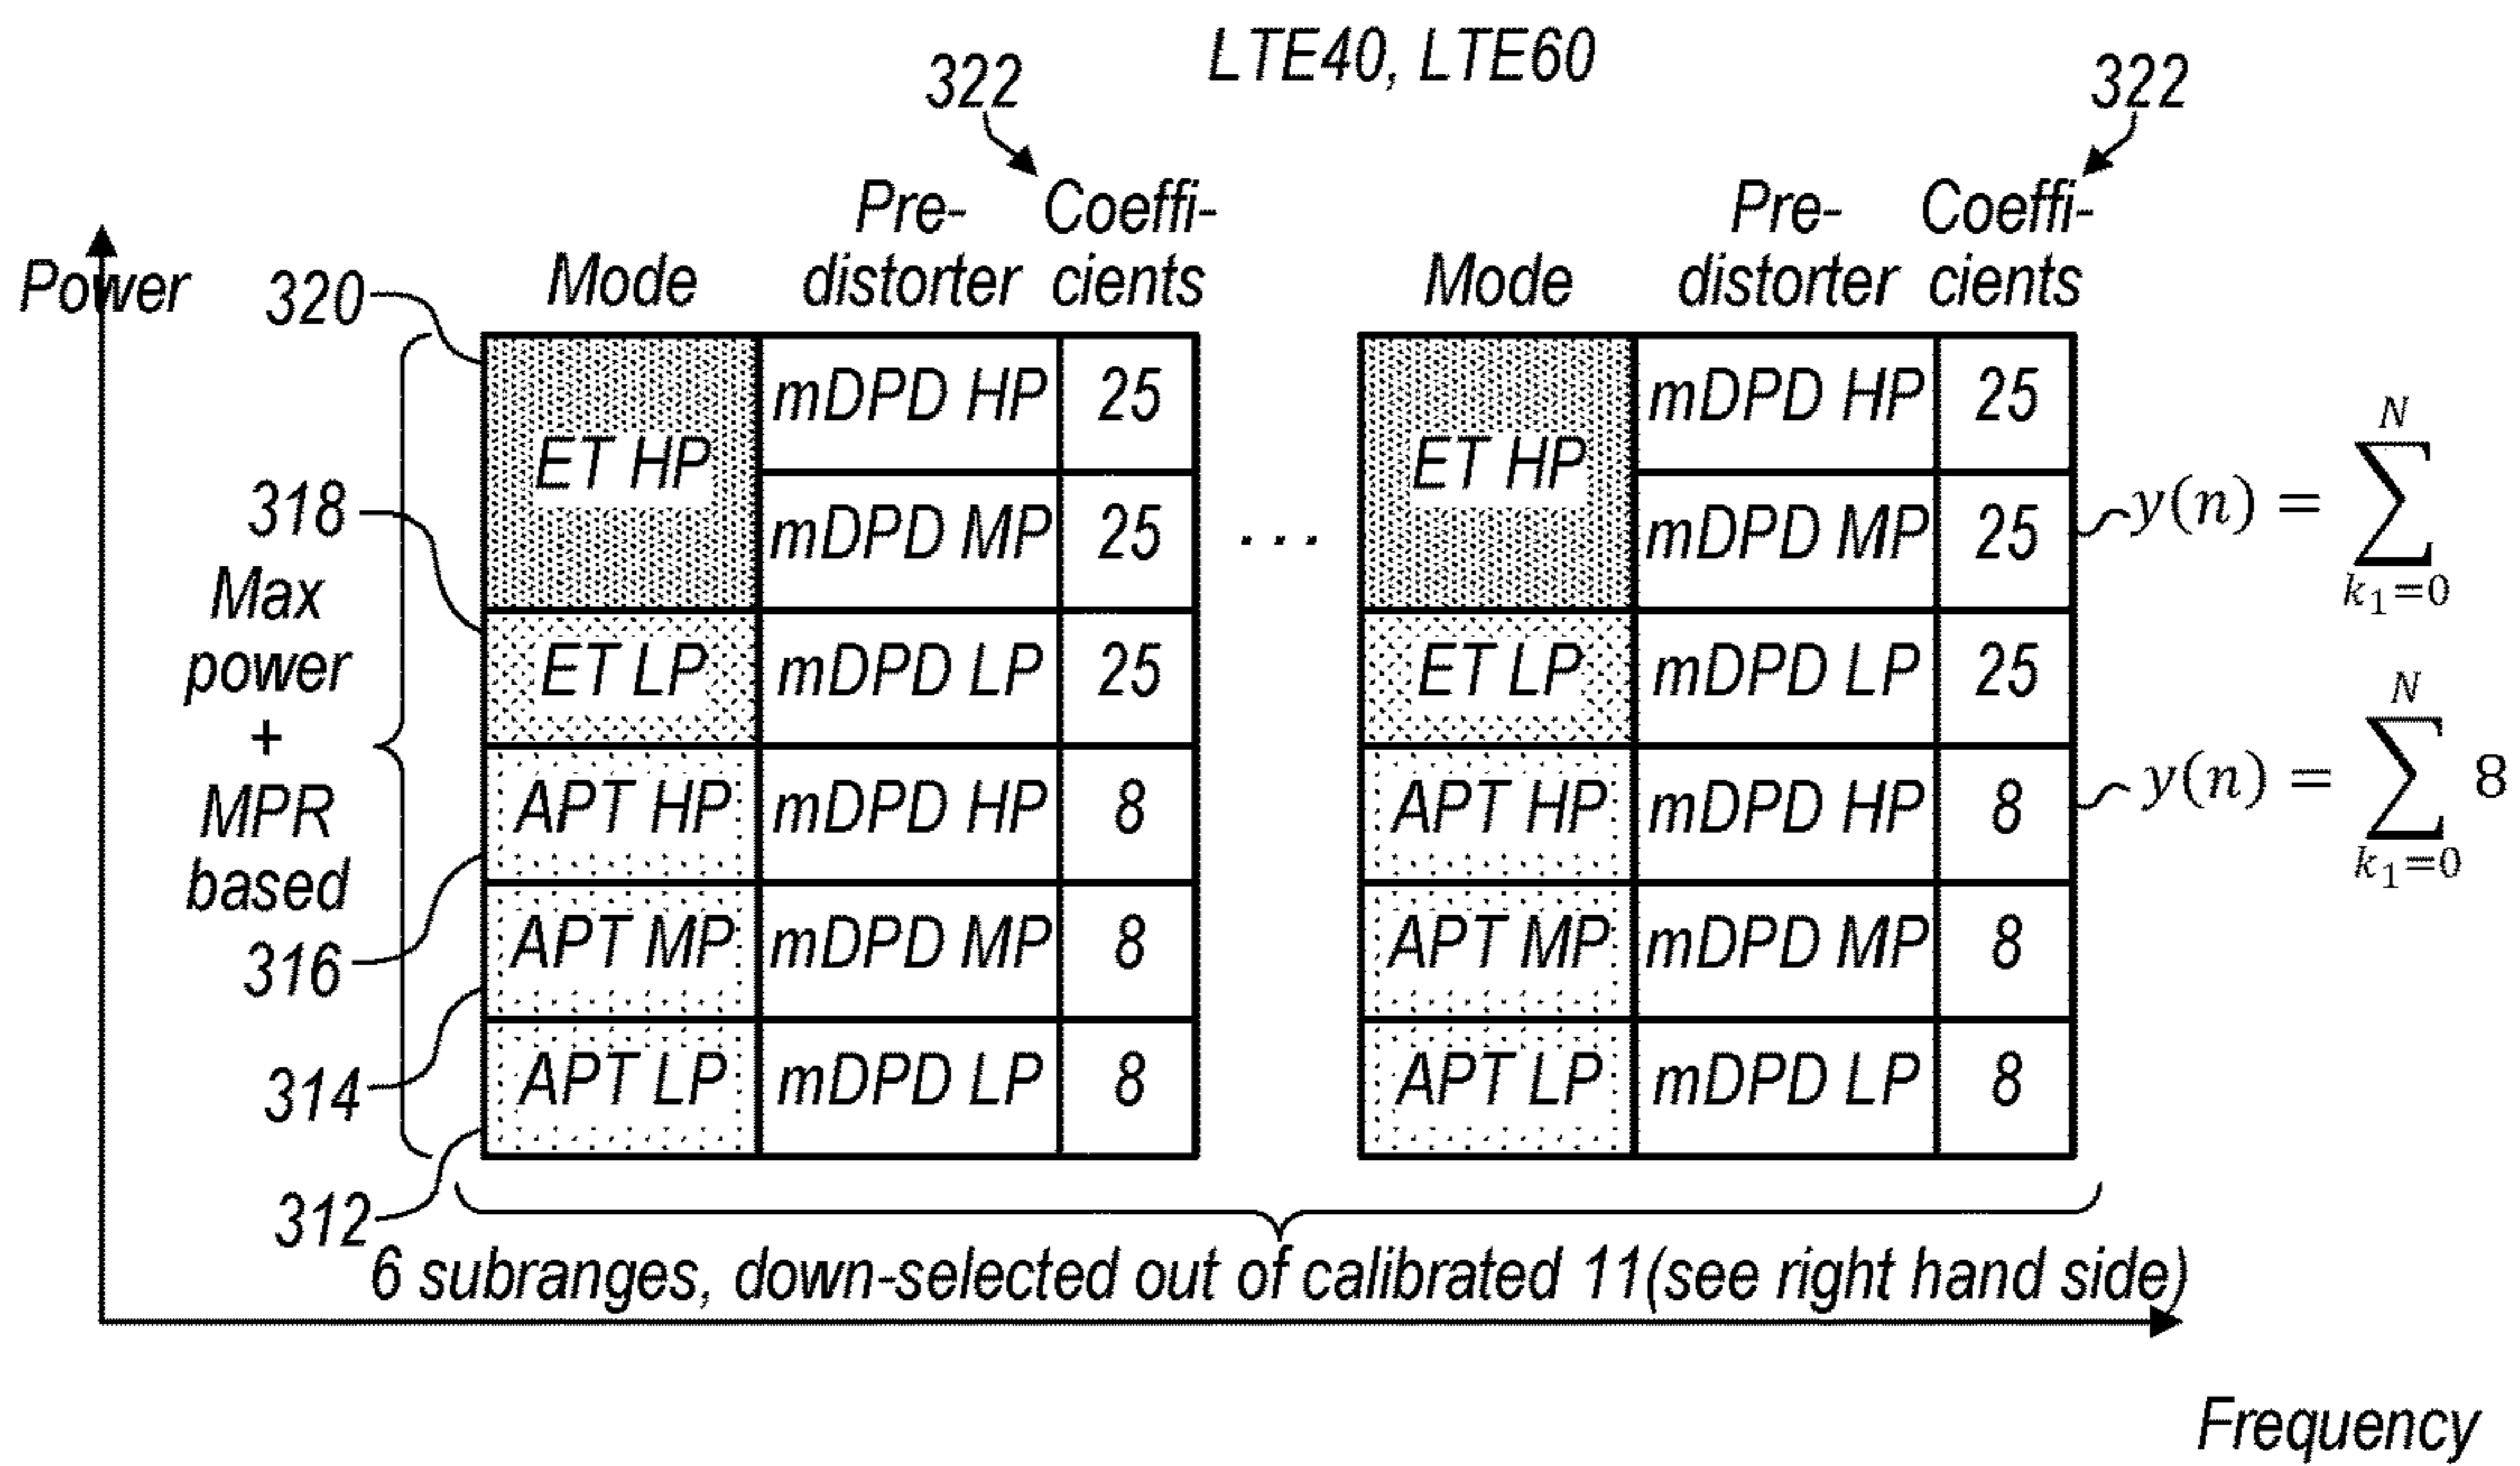 LTE40, LTE60
322
322
Power
Mode
Pre-
distorter
Coeffi-
cients
Mode
Pre-
distorter
Coeffi-
cients
320
318
Max
power
+
MPR
based
316
314
312
ET HP
mDPD HP 25
mDPD MP 25
ET LP mDPD LP 25
APT HP mDPD HP 8
APT MP mDPD MP 8
APT LP mDPD LP 8
...
ET HP
mDPD HP 25
mDPD MP 25
ET LP mDPD LP 25
APT HP mDPD HP 8
APT MP mDPD MP 8
APT LP mDPD LP 8
y(n) = ∑ N k₁=0
y(n) = ∑ N k₁=0 8
6 subranges, down-selected out of calibrated 11(see right hand side)
Frequency